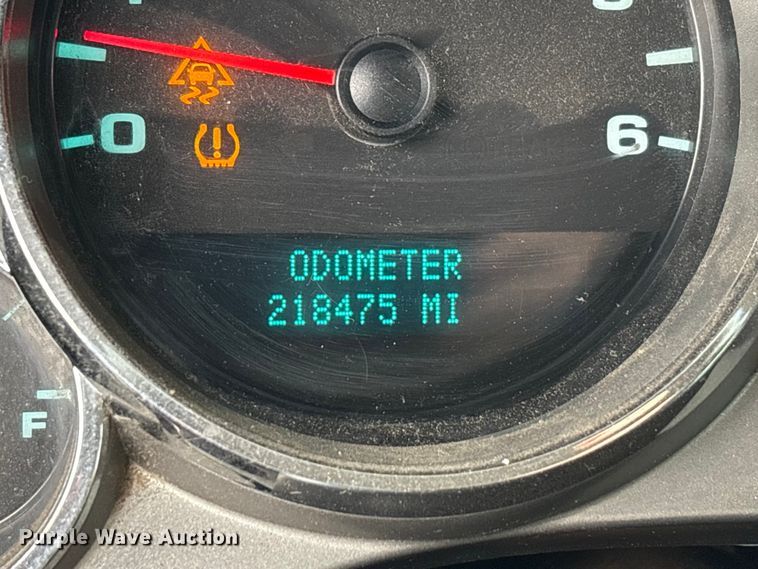 0
6
ODOMETER
218475 MI
F
Purple Wave Auction